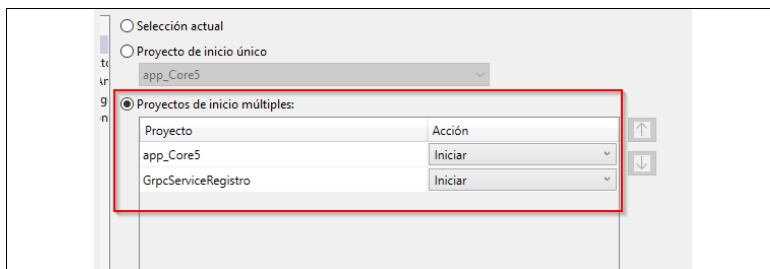 Selección actual
Proyecto de inicio único
app_Core5
Proyectos de inicio múltiples:
Proyecto Acción
app_Core5 Iniciar
GrpcServiceRegistro Iniciar